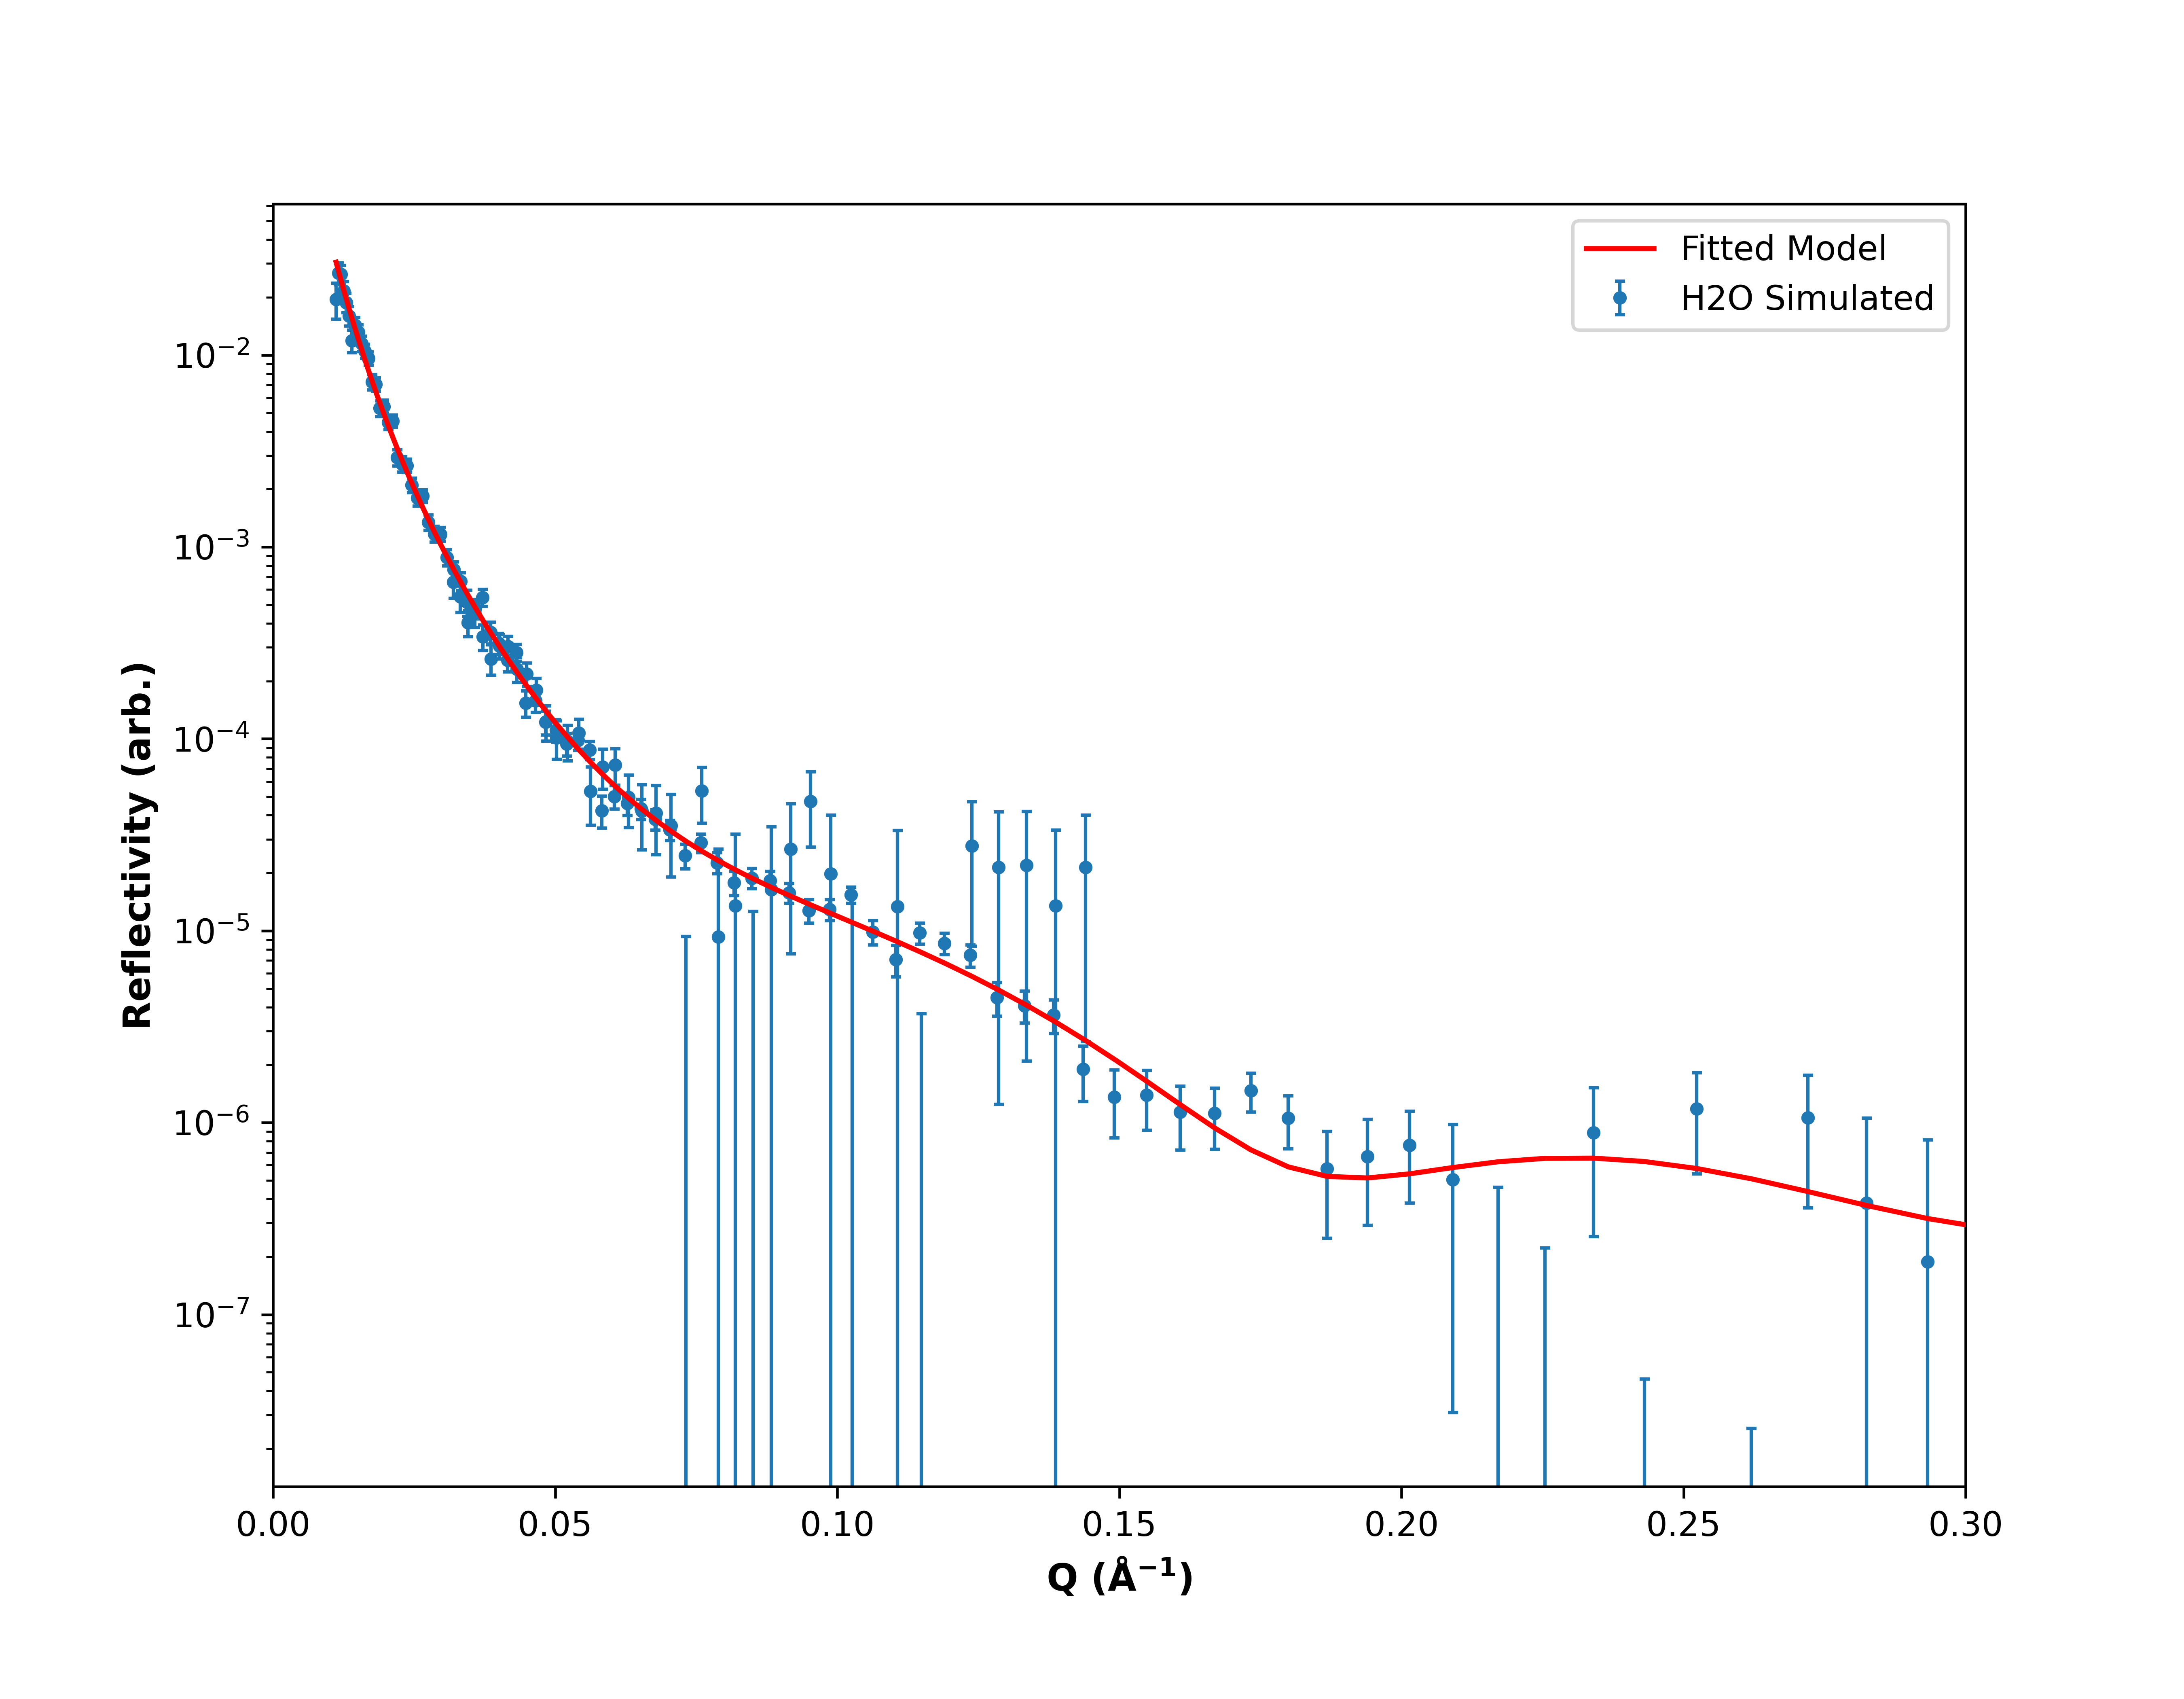 Fitted Model
H2O Simulated
Reflectivity (arb.)
10⁻²
10⁻³
10⁻⁴
10⁻⁵
10⁻⁶
10⁻⁷
0.00 0.05 0.10 0.15 0.20 0.25 0.30
Q (Å⁻¹)